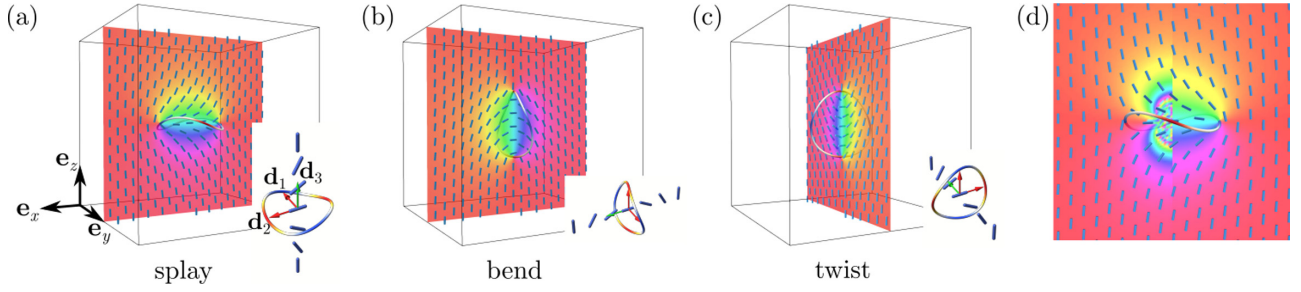 (a)
(b)
(c)
(d)
e_z
e_x
e_y
d_1
d_3
d_2
splay
bend
twist